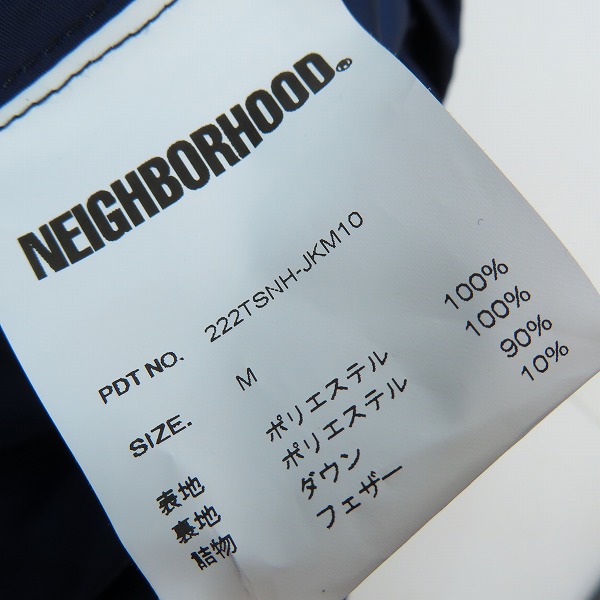 NEIGHBORHOOD®
PDT NO. 222TSNH-JKM10
SIZE. M
表地 ポリエステル 100%
裏地 ポリエステル 100%
詰物 ダウン 90%
フェザー 10%